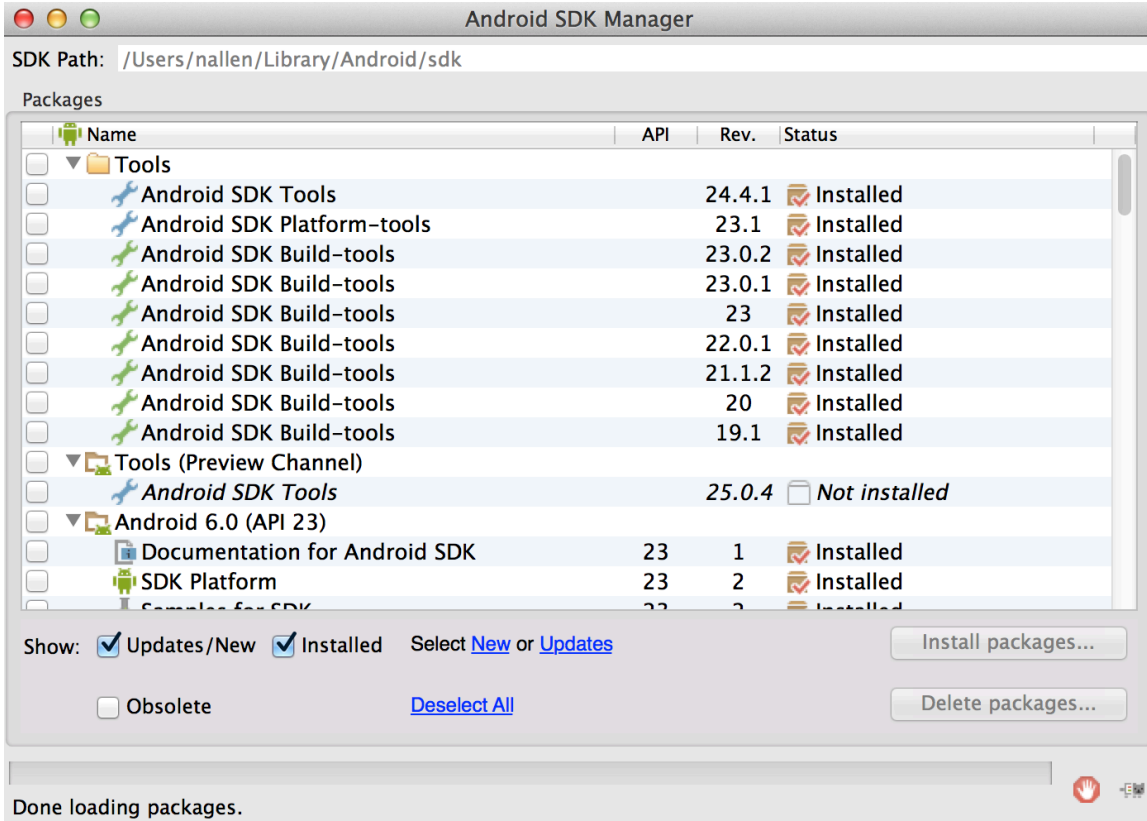 Android SDK Manager
SDK Path: /Users/nallen/Library/Android/sdk
Packages
Name API Rev. Status
Tools
Android SDK Tools 24.4.1 Installed
Android SDK Platform-tools 23.1 Installed
Android SDK Build-tools 23.0.2 Installed
Android SDK Build-tools 23.0.1 Installed
Android SDK Build-tools 23 Installed
Android SDK Build-tools 22.0.1 Installed
Android SDK Build-tools 21.1.2 Installed
Android SDK Build-tools 20 Installed
Android SDK Build-tools 19.1 Installed
Tools (Preview Channel)
Android SDK Tools 25.0.4 Not installed
Android 6.0 (API 23)
Documentation for Android SDK 23 1 Installed
SDK Platform 23 2 Installed
Samples for SDK 23 2 Installed
Show: Updates/New Installed Select New or Updates Install packages...
Obsolete Deselect All Delete packages...
Done loading packages.